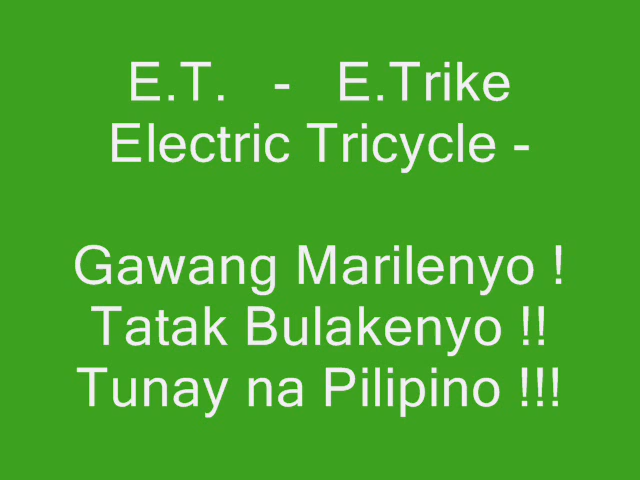 E.T. - E.Trike
Electric Tricycle -
Gawang Marilenyo !
Tatak Bulakenyo !!
Tunay na Pilipino !!!